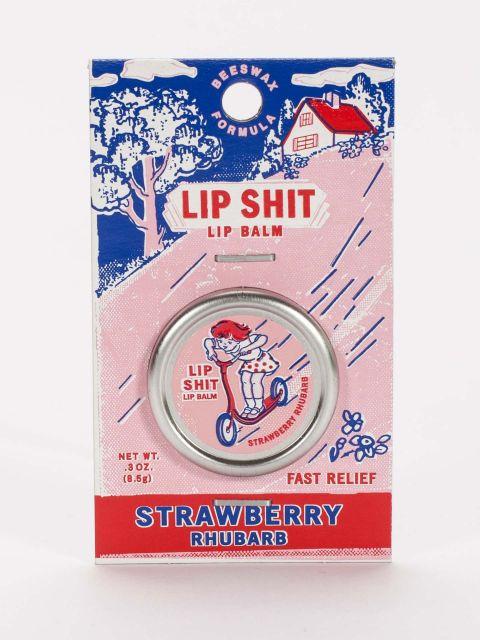 BEESWAX
FORMULA
LIP SHIT
LIP BALM
LIP
SHIT
LIP BALM
STRAWBERRY RHUBARB
NET WT.
.3 OZ.
(8.5g)
FAST RELIEF
STRAWBERRY
RHUBARB